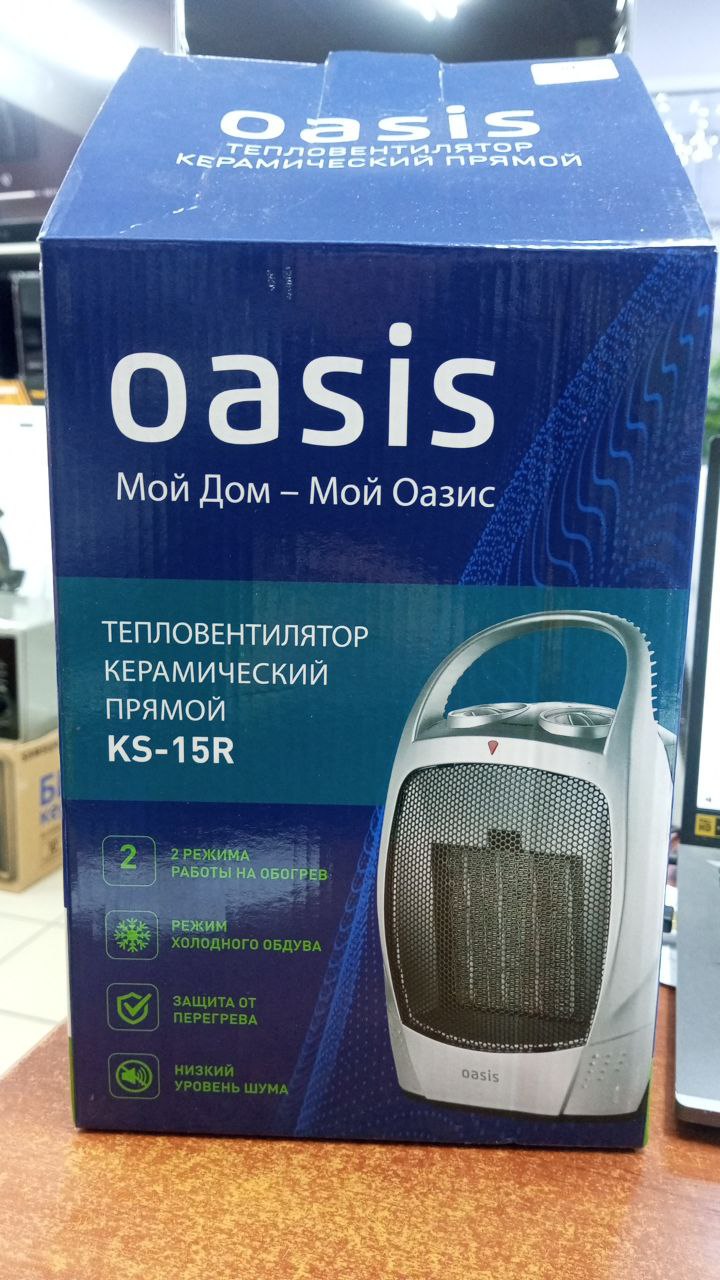 oasis
ТЕПЛОВЕНТИЛЯТОР
КЕРАМИЧЕСКИЙ ПРЯМОЙ
oasis
Мой Дом – Мой Оазис
ТЕПЛОВЕНТИЛЯТОР
КЕРАМИЧЕСКИЙ
ПРЯМОЙ
KS-15R
2
2 РЕЖИМА
РАБОТЫ НА ОБОГРЕВ
РЕЖИМ
ХОЛОДНОГО ОБДУВА
ЗАЩИТА ОТ
ПЕРЕГРЕВА
НИЗКИЙ
УРОВЕНЬ ШУМА
oasis